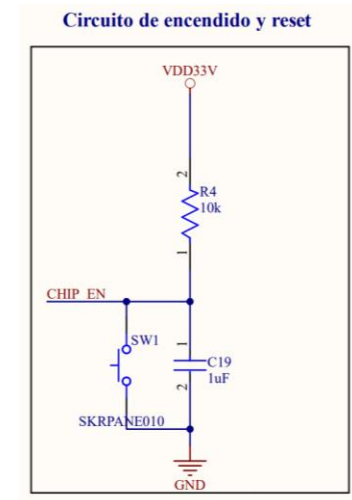 Circuito de encendido y reset
VDD33V
2
R4
10k
1
CHIP_EN
SW1
1
C19
1uF
2
SKRPANE010
GND